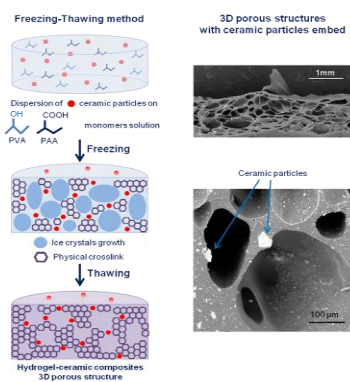 Freezing-Thawing method
Dispersion of ceramic particles on
OH
COOH
monomers solution
PVA
PAA
Freezing
Ice crystals growth
Physical crosslink
Thawing
Hydrogel-ceramic composites
3D porous structure
3D porous structures
with ceramic particles embed
1mm
Ceramic particles
100 µm